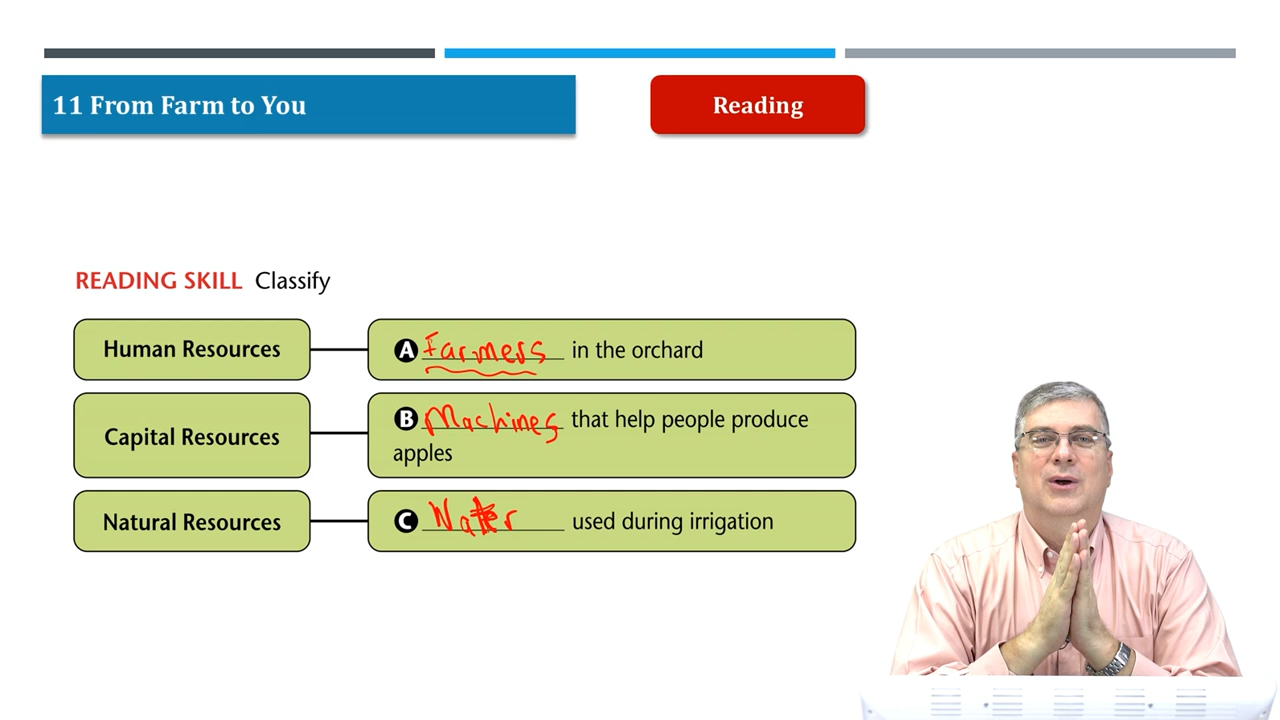 11 From Farm to You
Reading
READING SKILL Classify
Human Resources
A Farmers in the orchard
Capital Resources
B Machines that help people produce
apples
Natural Resources
C Water used during irrigation